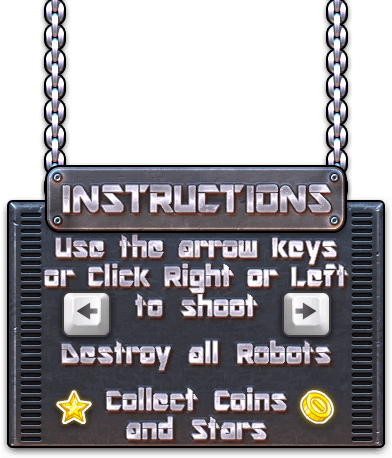 INSTRUCTIONS
Use the arrow keys
or Click Right or Left
to shoot
Destroy all Robots
Collect Coins
and Stars